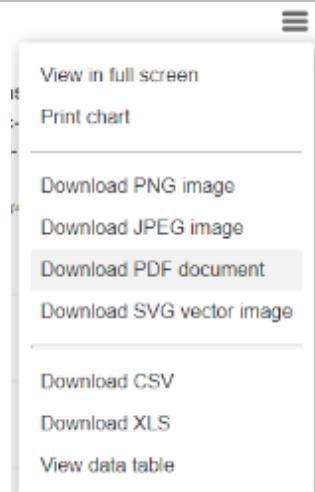 View in full screen
Print chart
Download PNG image
Download JPEG image
Download PDF document
Download SVG vector image
Download CSV
Download XLS
View data table